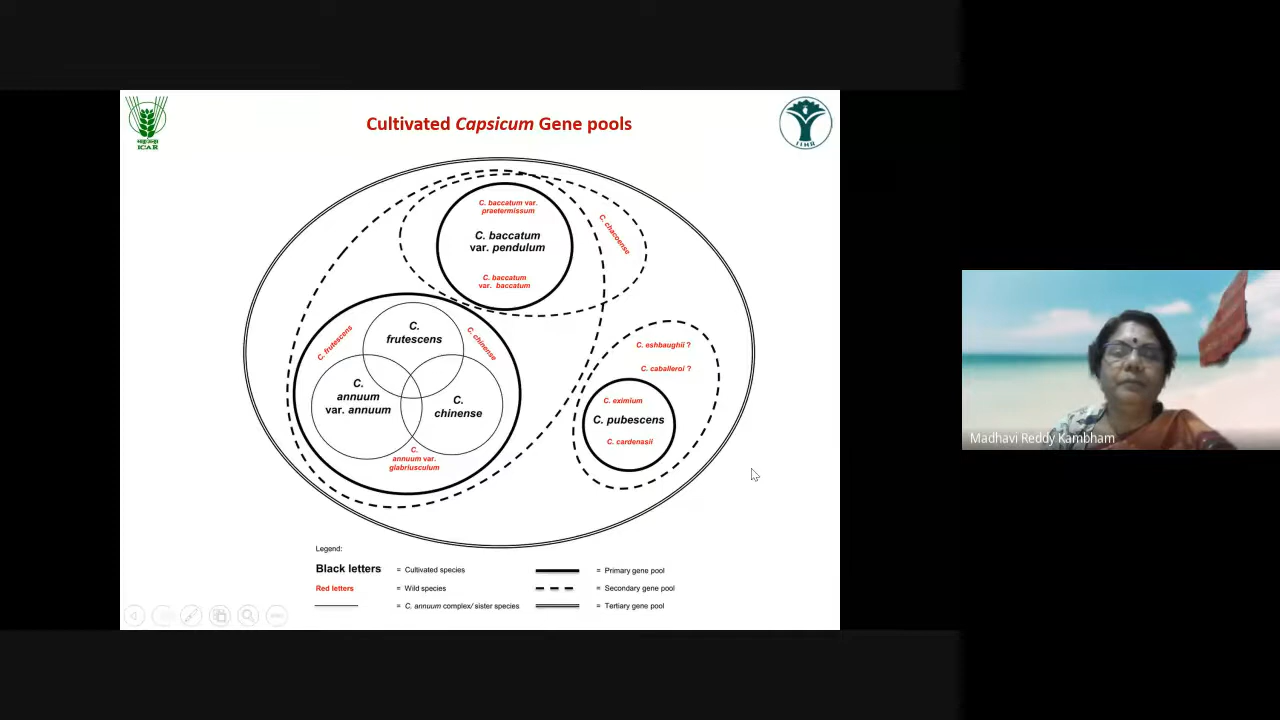 Cultivated Capsicum Gene pools
ICAR
IIHR
C. baccatum var.
praetermissum
C. baccatum
var. pendulum
C. baccatum
var. baccatum
C. chacoense
C. frutescens
C.
frutescens
C. chinense
C.
annuum
var. annuum
C.
chinense
C.
annuum var.
glabriusculum
C. eshbaughii ?
C. caballeroi ?
C. eximium
C. pubescens
C. cardenasii
Madhavi Reddy Kambham
Legend:
Black letters = Cultivated species
Red letters = Wild species
= C. annuum complex/ sister species
= Primary gene pool
= Secondary gene pool
= Tertiary gene pool